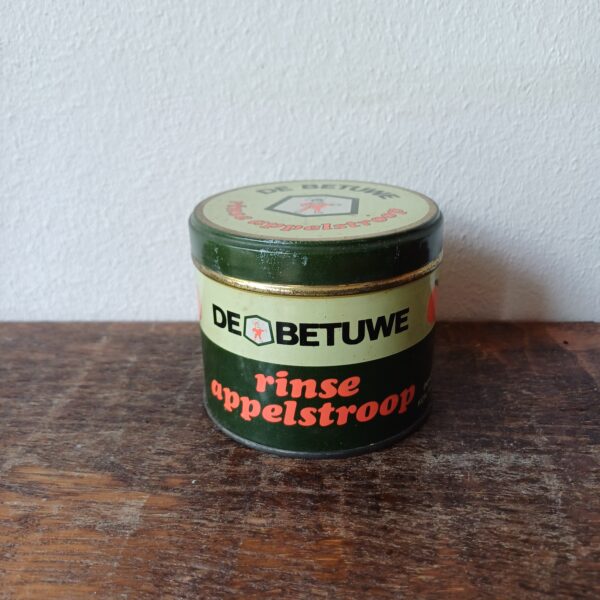 DE BETUWE
rinse appelstroop
DE BETUWE
rinse
appelstroop